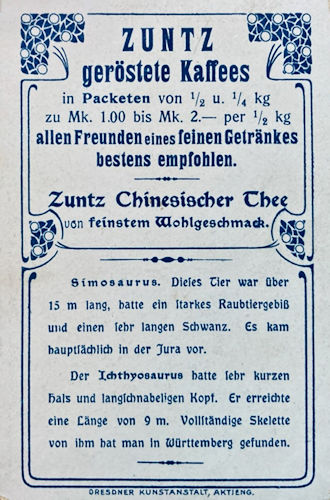 ZUNTZ
geröstete Kaffees
in Packeten von 1/2 u. 1/4 kg
zu Mk. 1.00 bis Mk. 2.— per 1/2 kg
allen Freunden eines feinen Getränkes
bestens empfohlen.
Zuntz Chinesischer Thee
von feinstem Wohlgeschmack.
Simosaurus. Dieses Tier war über
15 m lang, hatte ein starkes Raubtiergebiß
und einen sehr langen Schwanz. Es kam
hauptsächlich in der Jura vor.
Der Ichthyosaurus hatte sehr kurzen
Hals und langschnabeligen Kopf. Er erreichte
eine Länge von 9 m. Vollständige Skelette
von ihm hat man in Württemberg gefunden.
DRESDNER KUNSTANSTALT, AKTIENG.